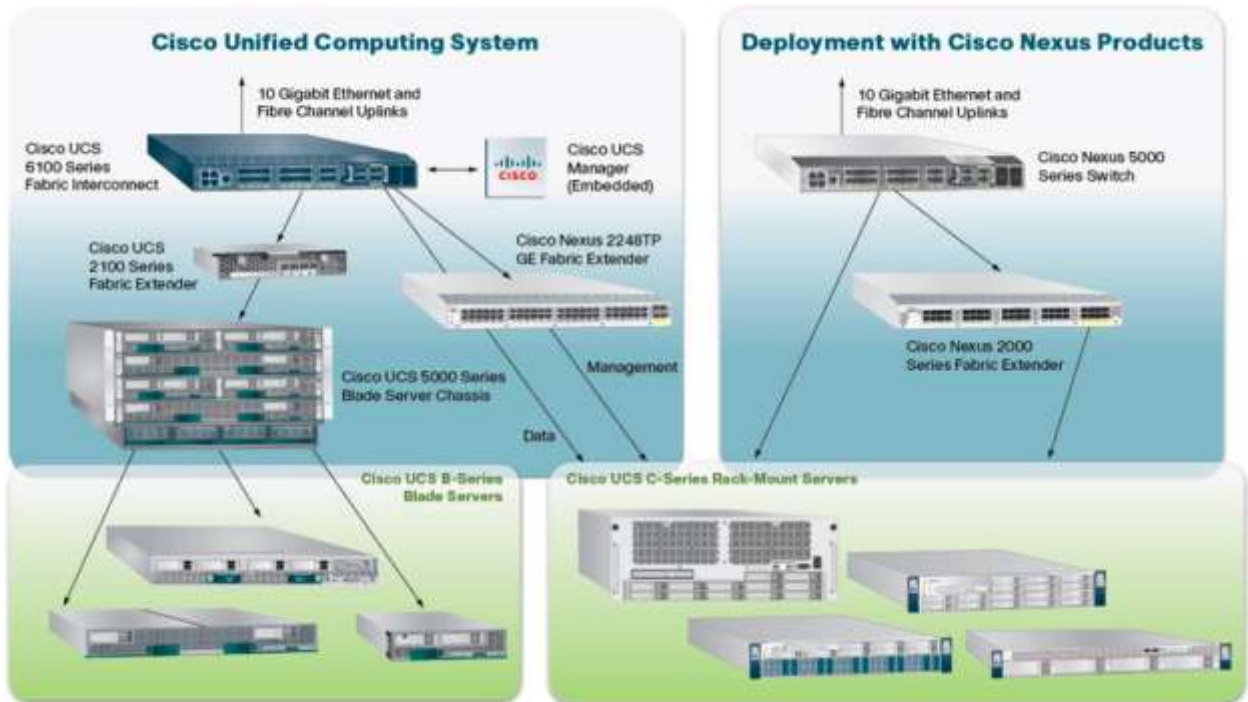 Cisco Unified Computing System
10 Gigabit Ethernet and
Fibre Channel Uplinks
Cisco UCS
6100 Series
Fabric Interconnect
CISCO
Cisco UCS
Manager
(Embedded)
Cisco UCS
2100 Series
Fabric Extender
Cisco Nexus 2248TP
GE Fabric Extender
Cisco UCS 5000 Series
Blade Server Chassis
Management
Data
Deployment with Cisco Nexus Products
10 Gigabit Ethernet and
Fibre Channel Uplinks
Cisco Nexus 5000
Series Switch
Cisco Nexus 2000
Series Fabric Extender
Cisco UCS B-Series
Blade Servers
Cisco UCS C-Series Rack-Mount Servers